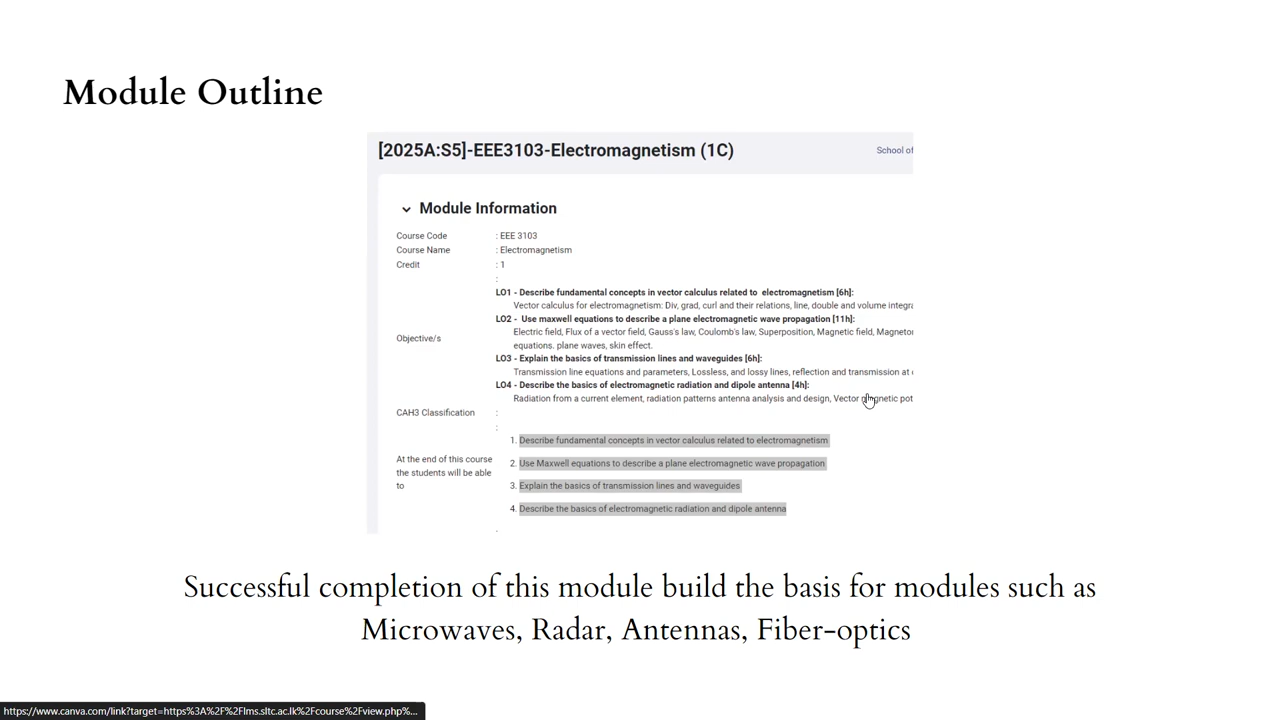 Module Outline
[2025A:S5]-EEE3103-Electromagnetism (1C)
School of
Module Information
Course Code : EEE 3103
Course Name : Electromagnetism
Credit : 1
:
Objective/s
LO1 - Describe fundamental concepts in vector calculus related to electromagnetism [6h]:
Vector calculus for electromagnetism: Div, grad, curl and their relations, line, double and volume
LO2 - Use maxwell equations to describe a plane electromagnetic wave propagation [11h]:
Electric field, Flux of a vector field, Gauss's law, Coulomb's law, Superposition, Magnetic field,
equations. plane waves, skin effect.
LO3 - Explain the basics of transmission lines and waveguides [6h]:
Transmission line equations and parameters, Lossless, and lossy lines, reflection and transmission at
LO4 - Describe the basics of electromagnetic radiation and dipole antenna [4h]:
Radiation from a current element, radiation patterns antenna analysis and design, Vector
CAH3 Classification :
:
At the end of this course
the students will be able
to
1. Describe fundamental concepts in vector calculus related to electromagnetism
2. Use Maxwell equations to describe a plane electromagnetic wave propagation
3. Explain the basics of transmission lines and waveguides
4. Describe the basics of electromagnetic radiation and dipole antenna
Successful completion of this module build the basis for modules such as
Microwaves, Radar, Antennas, Fiber-optics
https://www.canva.com/link?target=https%3A%2F%2Flms.sltc.ac.lk%2Fcourse%2Fview.php%...